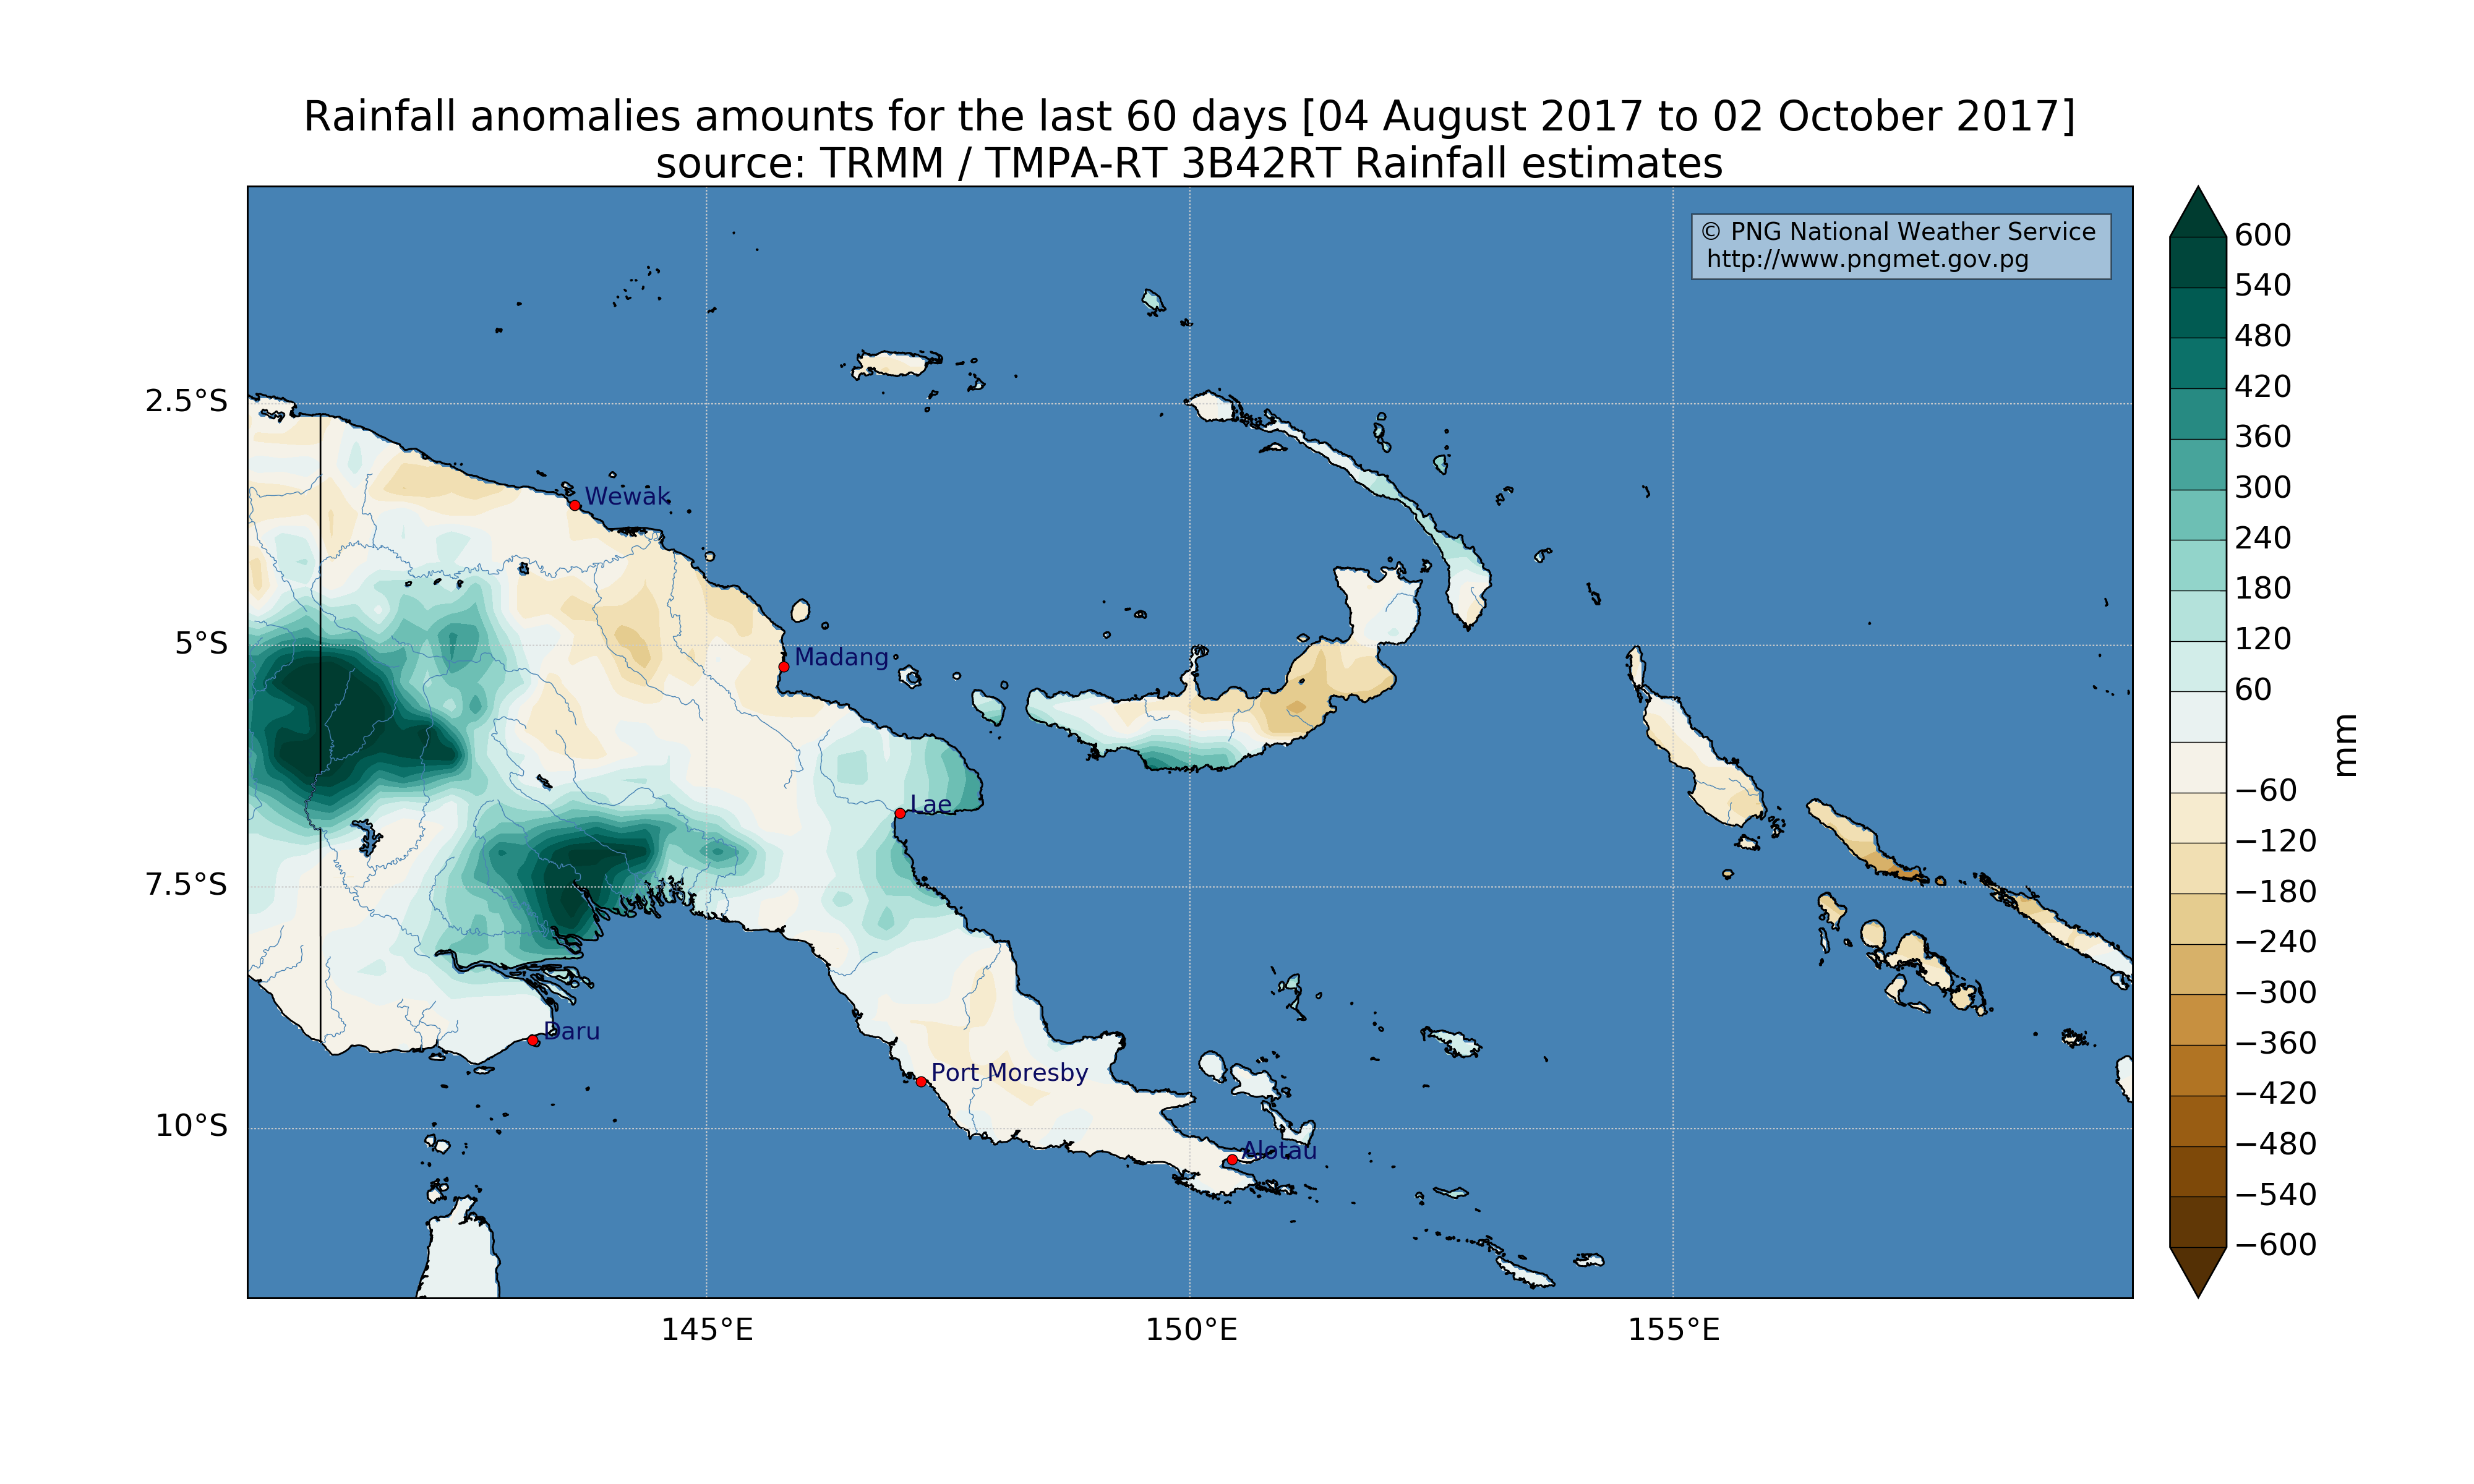 Rainfall anomalies amounts for the last 60 days [04 August 2017 to 02 October 2017]
source: TRMM / TMPA-RT 3B42RT Rainfall estimates
© PNG National Weather Service
http://www.pngmet.gov.pg
2.5°S
5°S
7.5°S
10°S
145°E
150°E
155°E
Wewak
Madang
Lae
Daru
Port Moresby
Alotau
600
540
480
420
360
300
240
180
120
60
−60
−120
−180
−240
−300
−360
−420
−480
−540
−600
mm